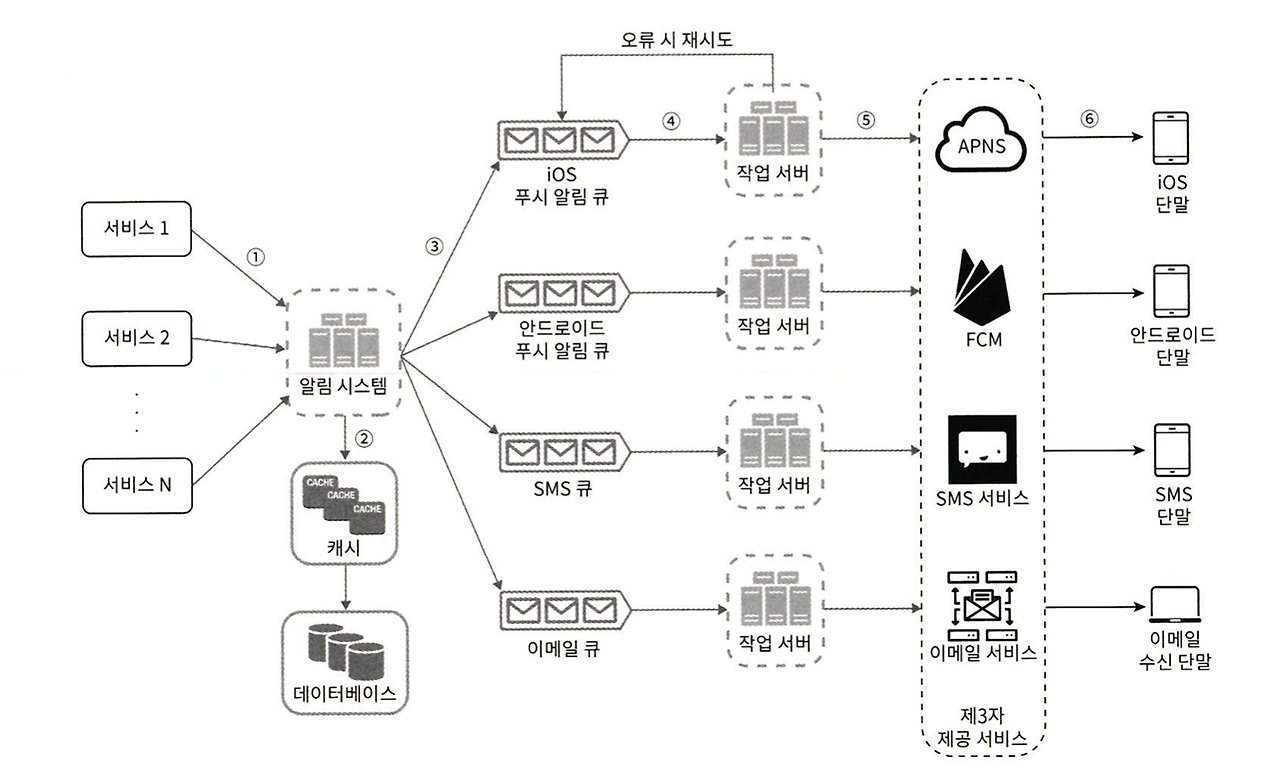 오류 시 재시도
④
⑤
⑥
APNS
작업 서버
iOS
푸시 알림 큐
iOS
단말
서비스 1
①
③
안드로이드
푸시 알림 큐
작업 서버
FCM
안드로이드
단말
서비스 2
알림 시스템
.
.
.
②
서비스 N
CACHE
CACHE
CACHE
캐시
SMS 큐
작업 서버
SMS 서비스
SMS
단말
데이터베이스
이메일 큐
작업 서버
이메일 서비스
이메일
수신 단말
제3자
제공 서비스